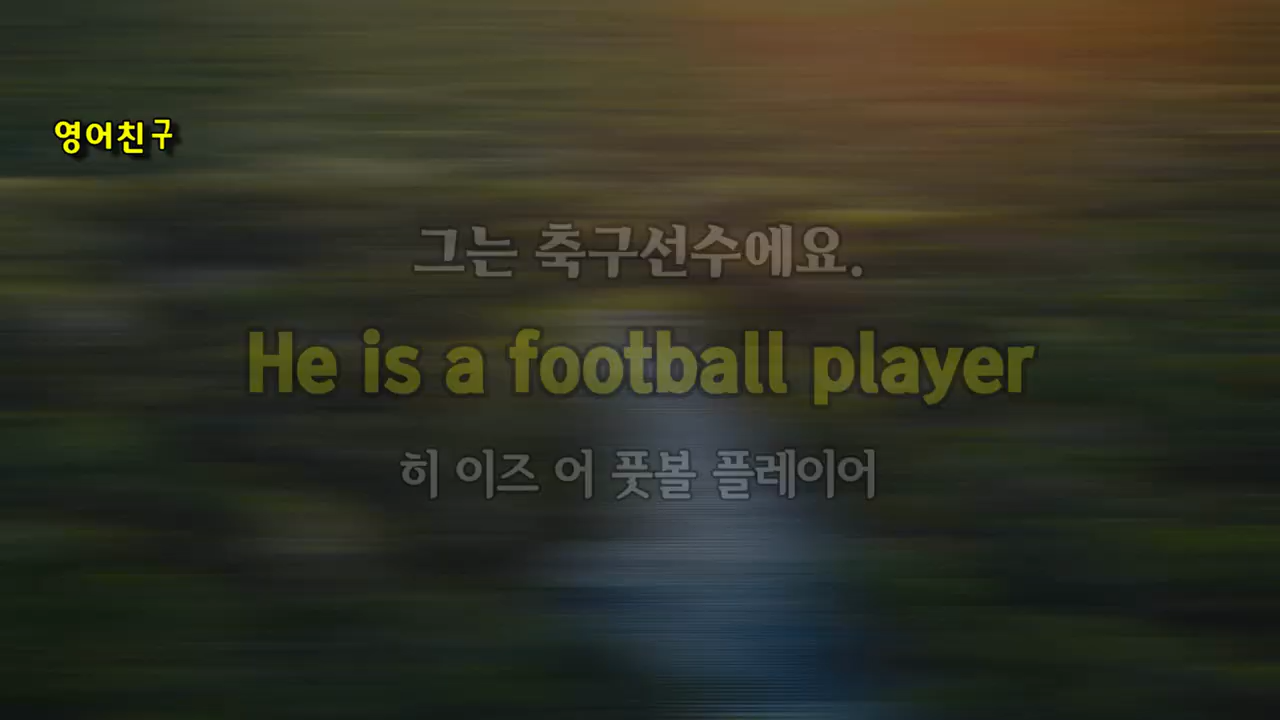 영어친구
그는 축구선수에요.
He is a football player
히 이즈 어 풋볼 플레이어